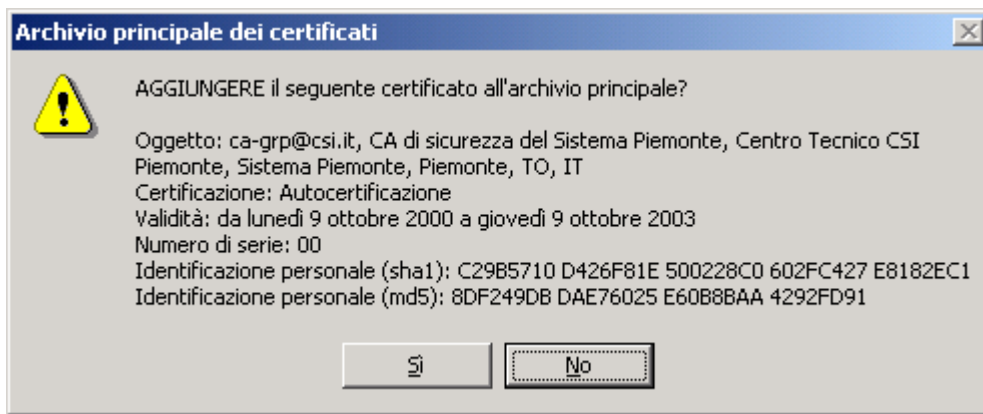 Archivio principale dei certificati
AGGIUNGERE il seguente certificato all'archivio principale?
Oggetto: ca-grp@csi.it, CA di sicurezza del Sistema Piemonte, Centro Tecnico CSI
Piemonte, Sistema Piemonte, Piemonte, TO, IT
Certificazione: Autocertificazione
Validità: da lunedì 9 ottobre 2000 a giovedì 9 ottobre 2003
Numero di serie: 00
Identificazione personale (sha1): C29B5710 D426F81E 500228C0 602FC427 E8182EC1
Identificazione personale (md5): 8DF249DB DAE76025 E60B8BAA 4292FD91
Sì
No